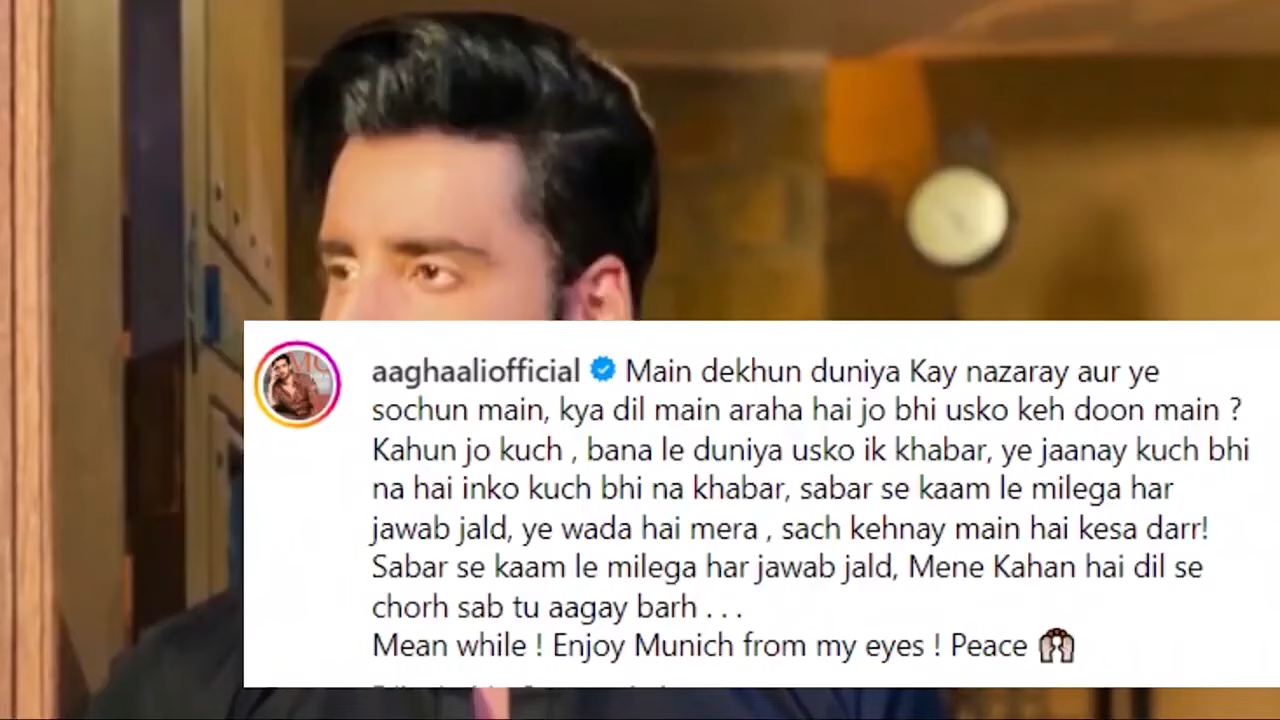 aaghaaliofficial Main dekhun duniya Kay nazaray aur ye
sochun main, kya dil main araha hai jo bhi usko keh doon main ?
Kahun jo kuch , bana le duniya usko ik khabar, ye jaanay kuch bhi
na hai inko kuch bhi na khabar, sabar se kaam le milega har
jawab jald, ye wada hai mera , sach kehnay main hai kesa darr!
Sabar se kaam le milega har jawab jald, Mene Kahan hai dil se
chorh sab tu aagay barh . . .
Mean while ! Enjoy Munich from my eyes ! Peace 🙌